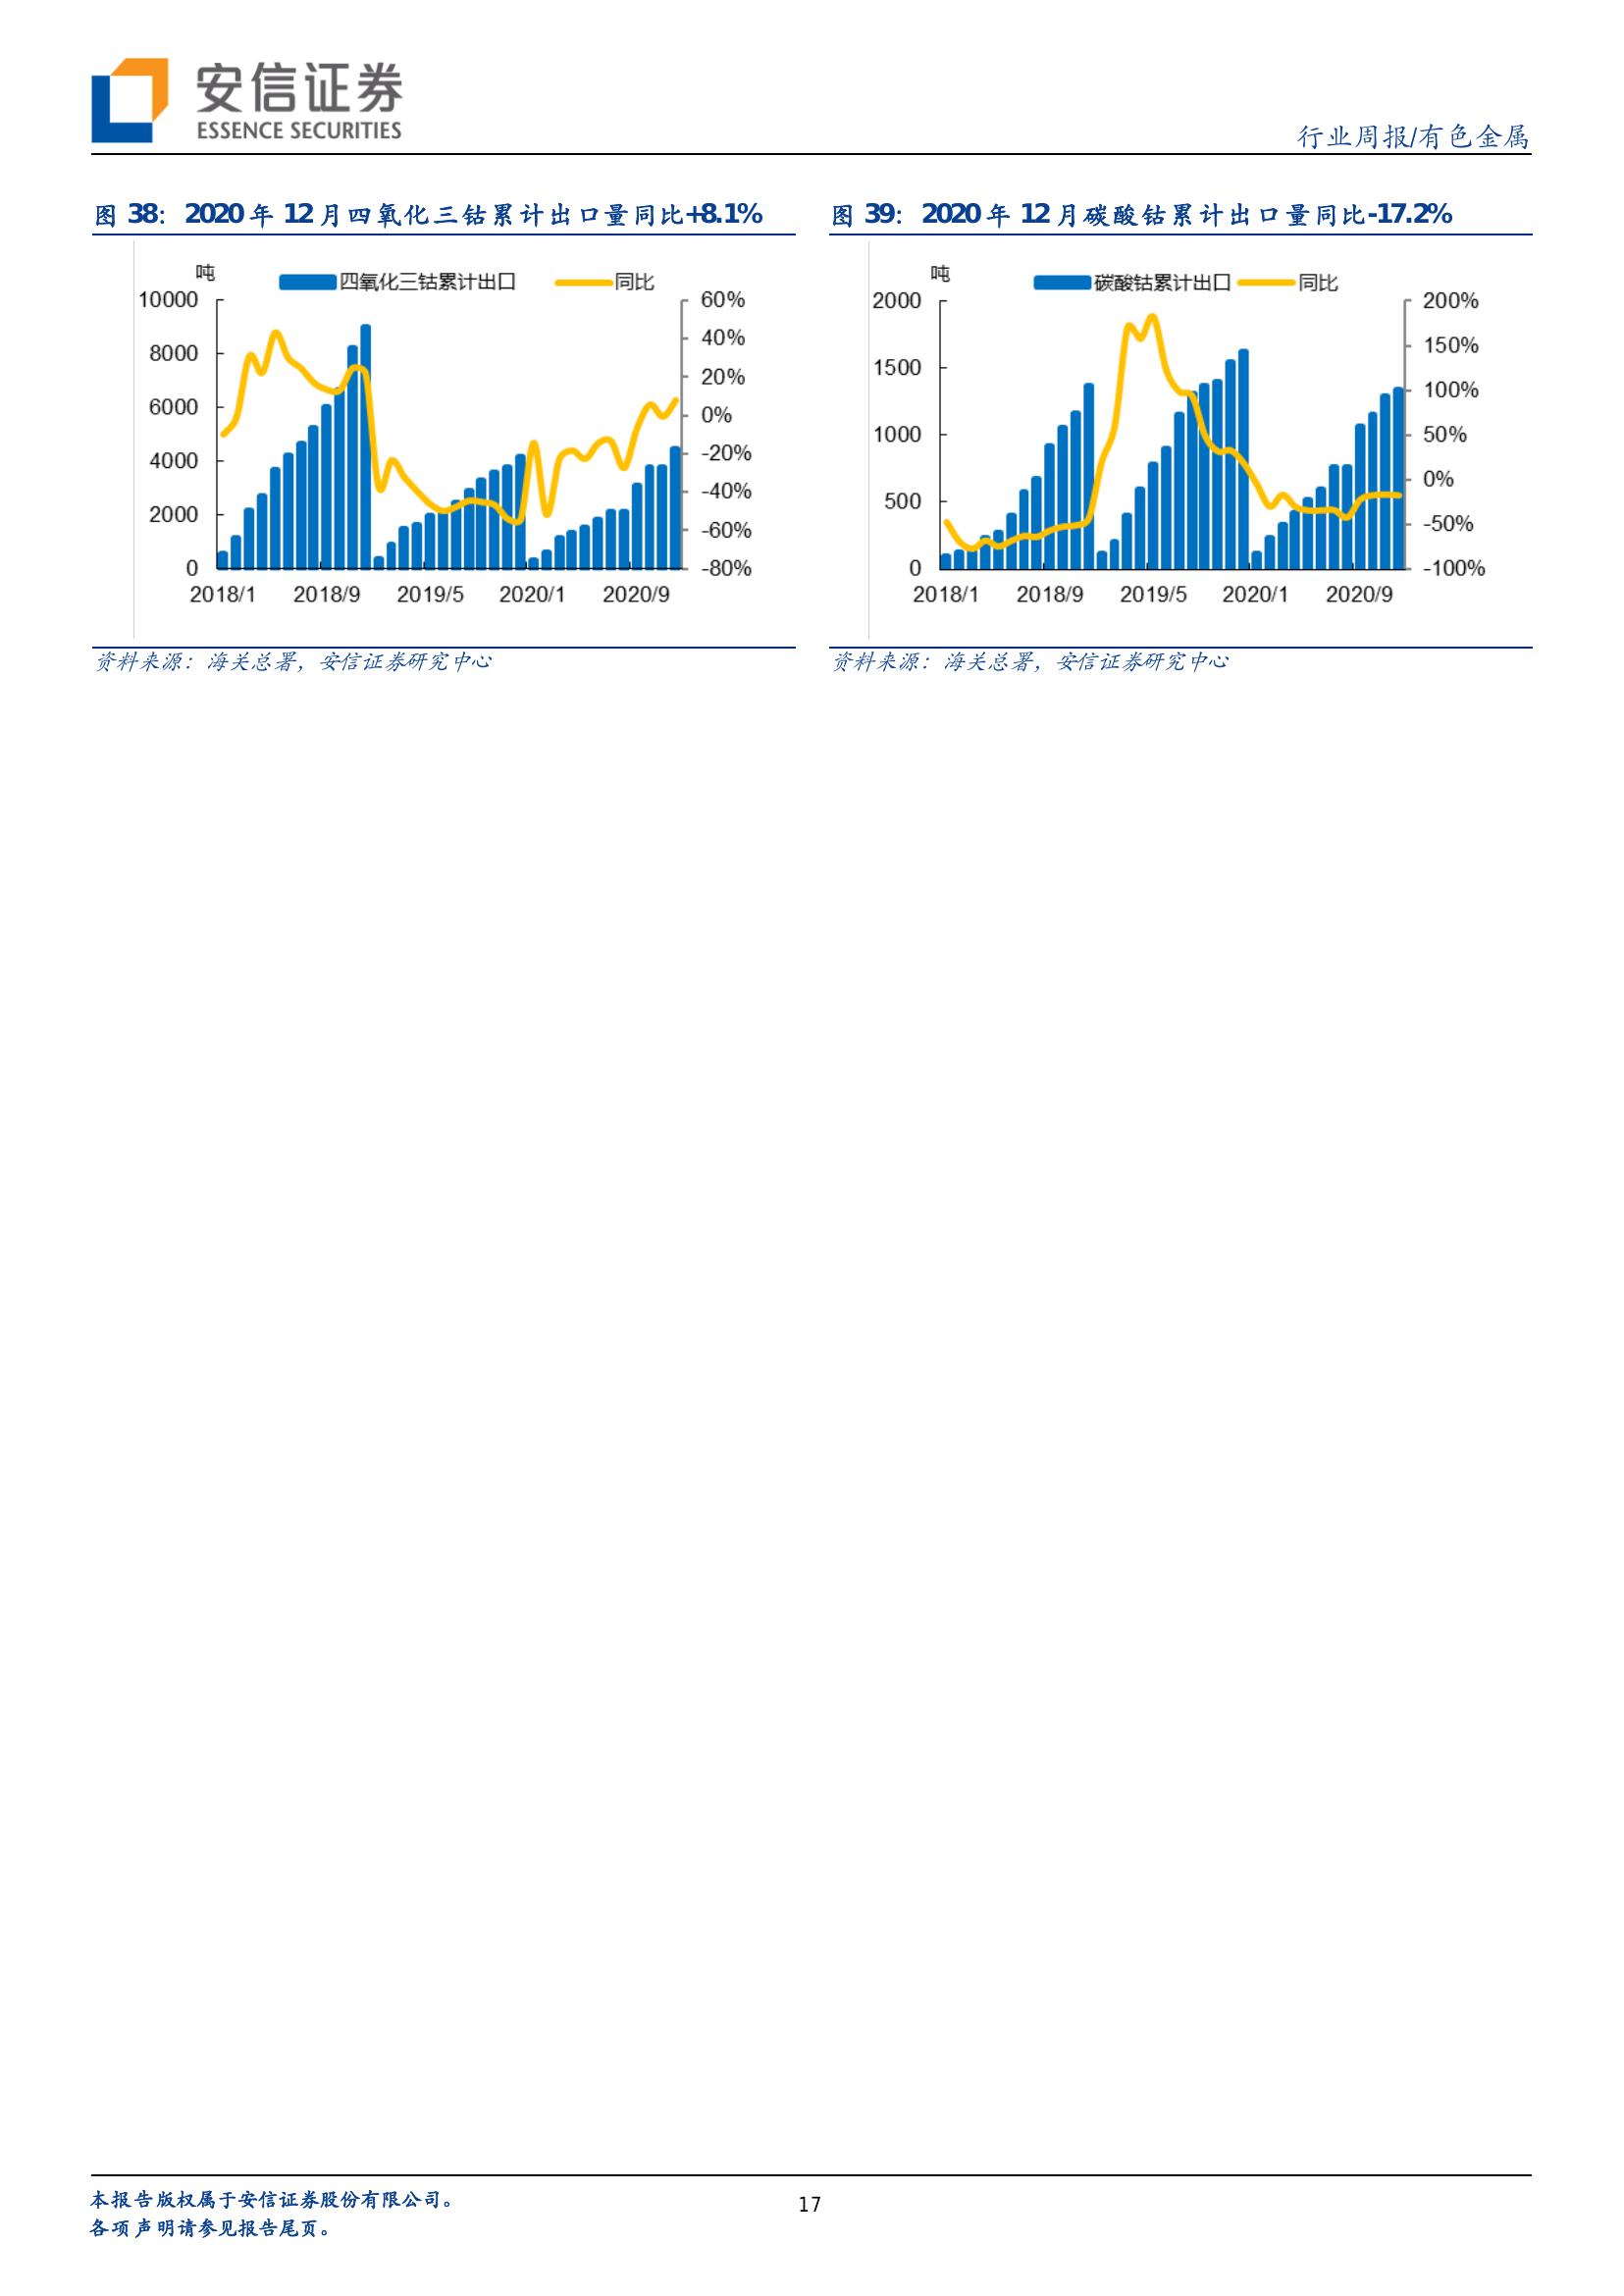 安信证券
ESSENCE SECURITIES
行业周报/有色金属
图 38： 2020 年 12 月四氧化三钴累计出口量同比+8.1%
吨
四氧化三钴累计出口
同比
10000
8000
6000
4000
2000
0
60%
40%
20%
0%
-20%
-40%
-60%
-80%
2018/1 2018/9 2019/5 2020/1 2020/9
资料来源：海关总署，安信证券研究中心
图 39： 2020 年 12 月碳酸钴累计出口量同比-17.2%
吨
碳酸钴累计出口
同比
2000
1500
1000
500
0
200%
150%
100%
50%
0%
-50%
-100%
2018/1 2018/9 2019/5 2020/1 2020/9
资料来源：海关总署，安信证券研究中心
本报告版权属于安信证券股份有限公司。
各项声明请参见报告尾页。
17